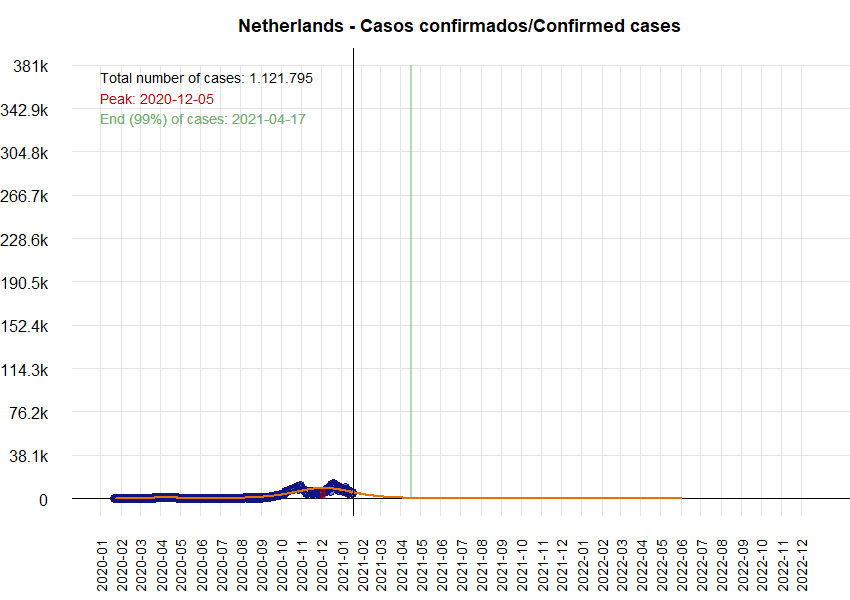 Netherlands - Casos confirmados/Confirmed cases
381k
342.9k
304.8k
266.7k
228.6k
190.5k
152.4k
114.3k
76.2k
38.1k
0
Total number of cases: 1.121.795
Peak: 2020-12-05
End (99%) of cases: 2021-04-17
2020-01
2020-02
2020-03
2020-04
2020-05
2020-06
2020-07
2020-08
2020-09
2020-10
2020-11
2020-12
2021-01
2021-02
2021-03
2021-04
2021-05
2021-06
2021-07
2021-08
2021-09
2021-10
2021-11
2021-12
2022-01
2022-02
2022-03
2022-04
2022-05
2022-06
2022-07
2022-08
2022-09
2022-10
2022-11
2022-12